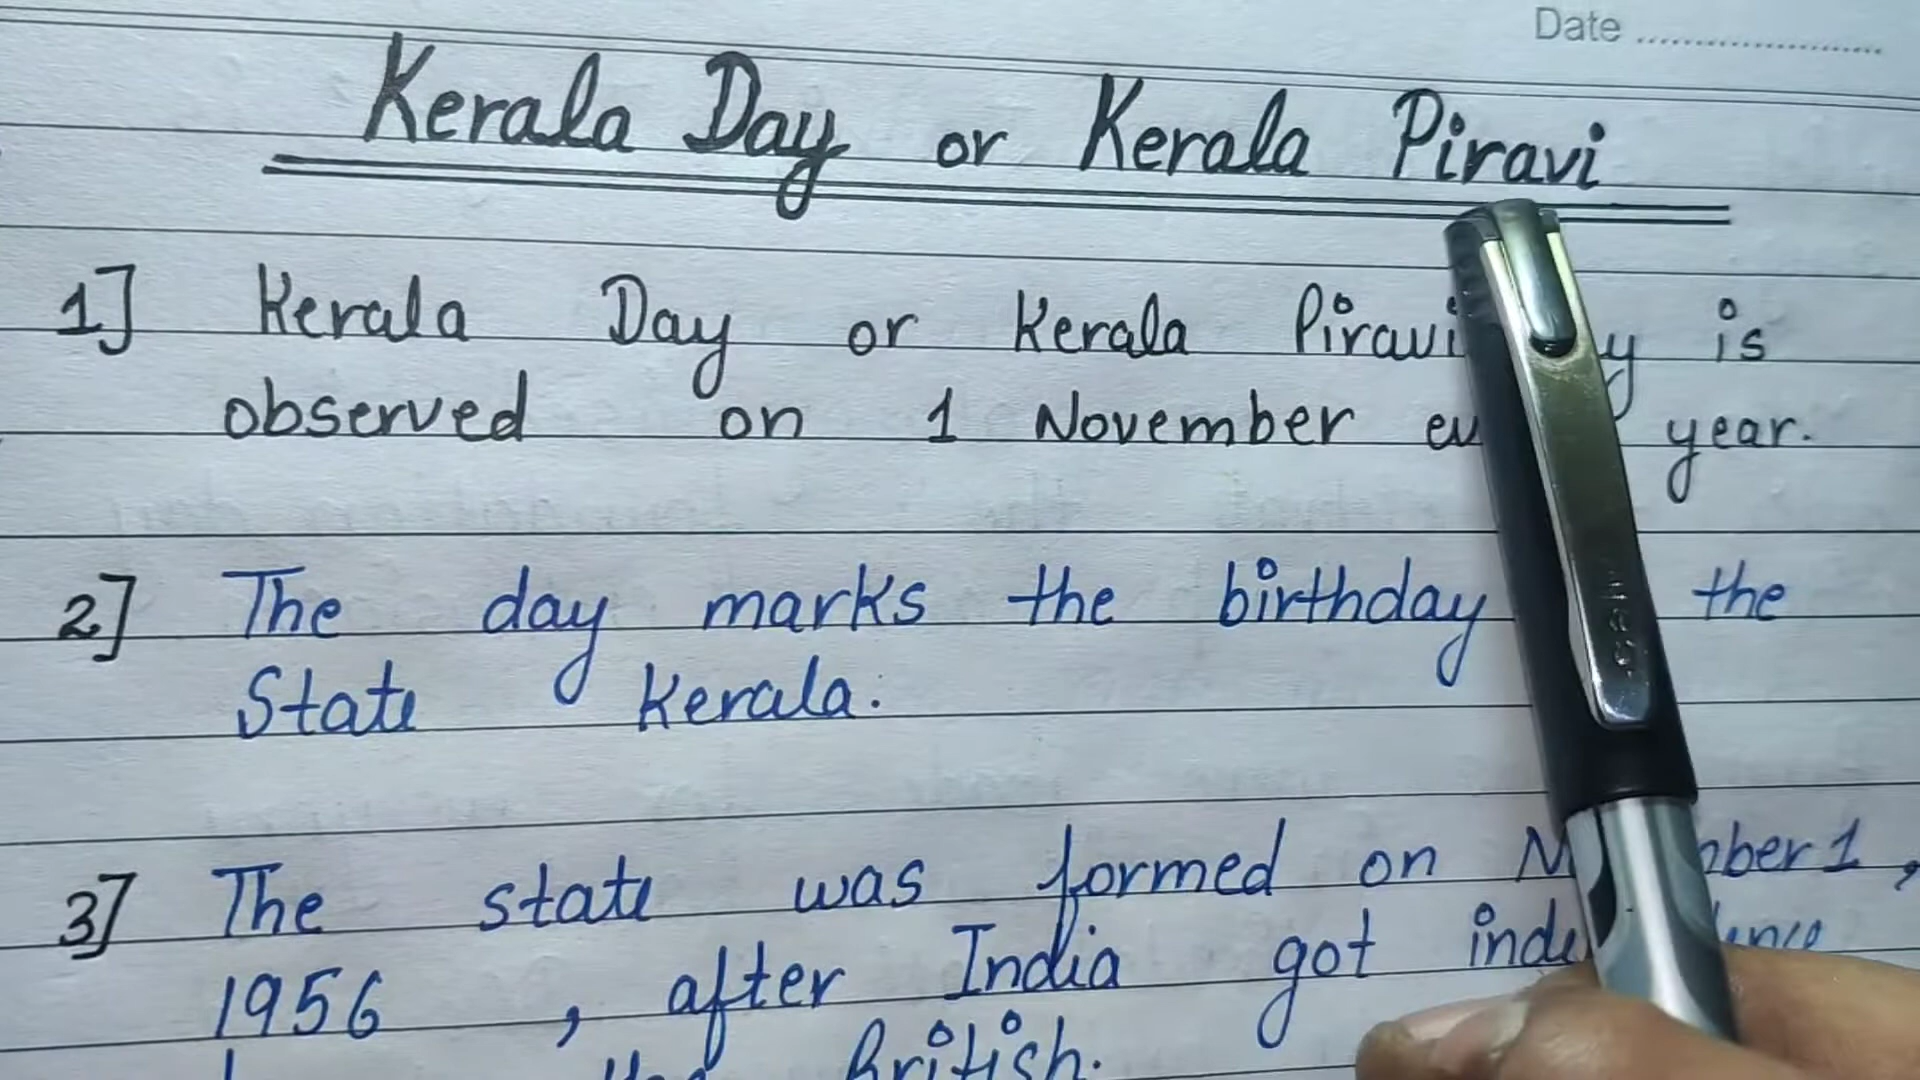 Date
Kerala Day or Kerala Piravi
1] Kerala Day or Kerala Piravi is
observed on 1 November year.
2] The day marks the birthday the
State Kerala.
3] The state was formed on 1,
1956 , after India got
British.